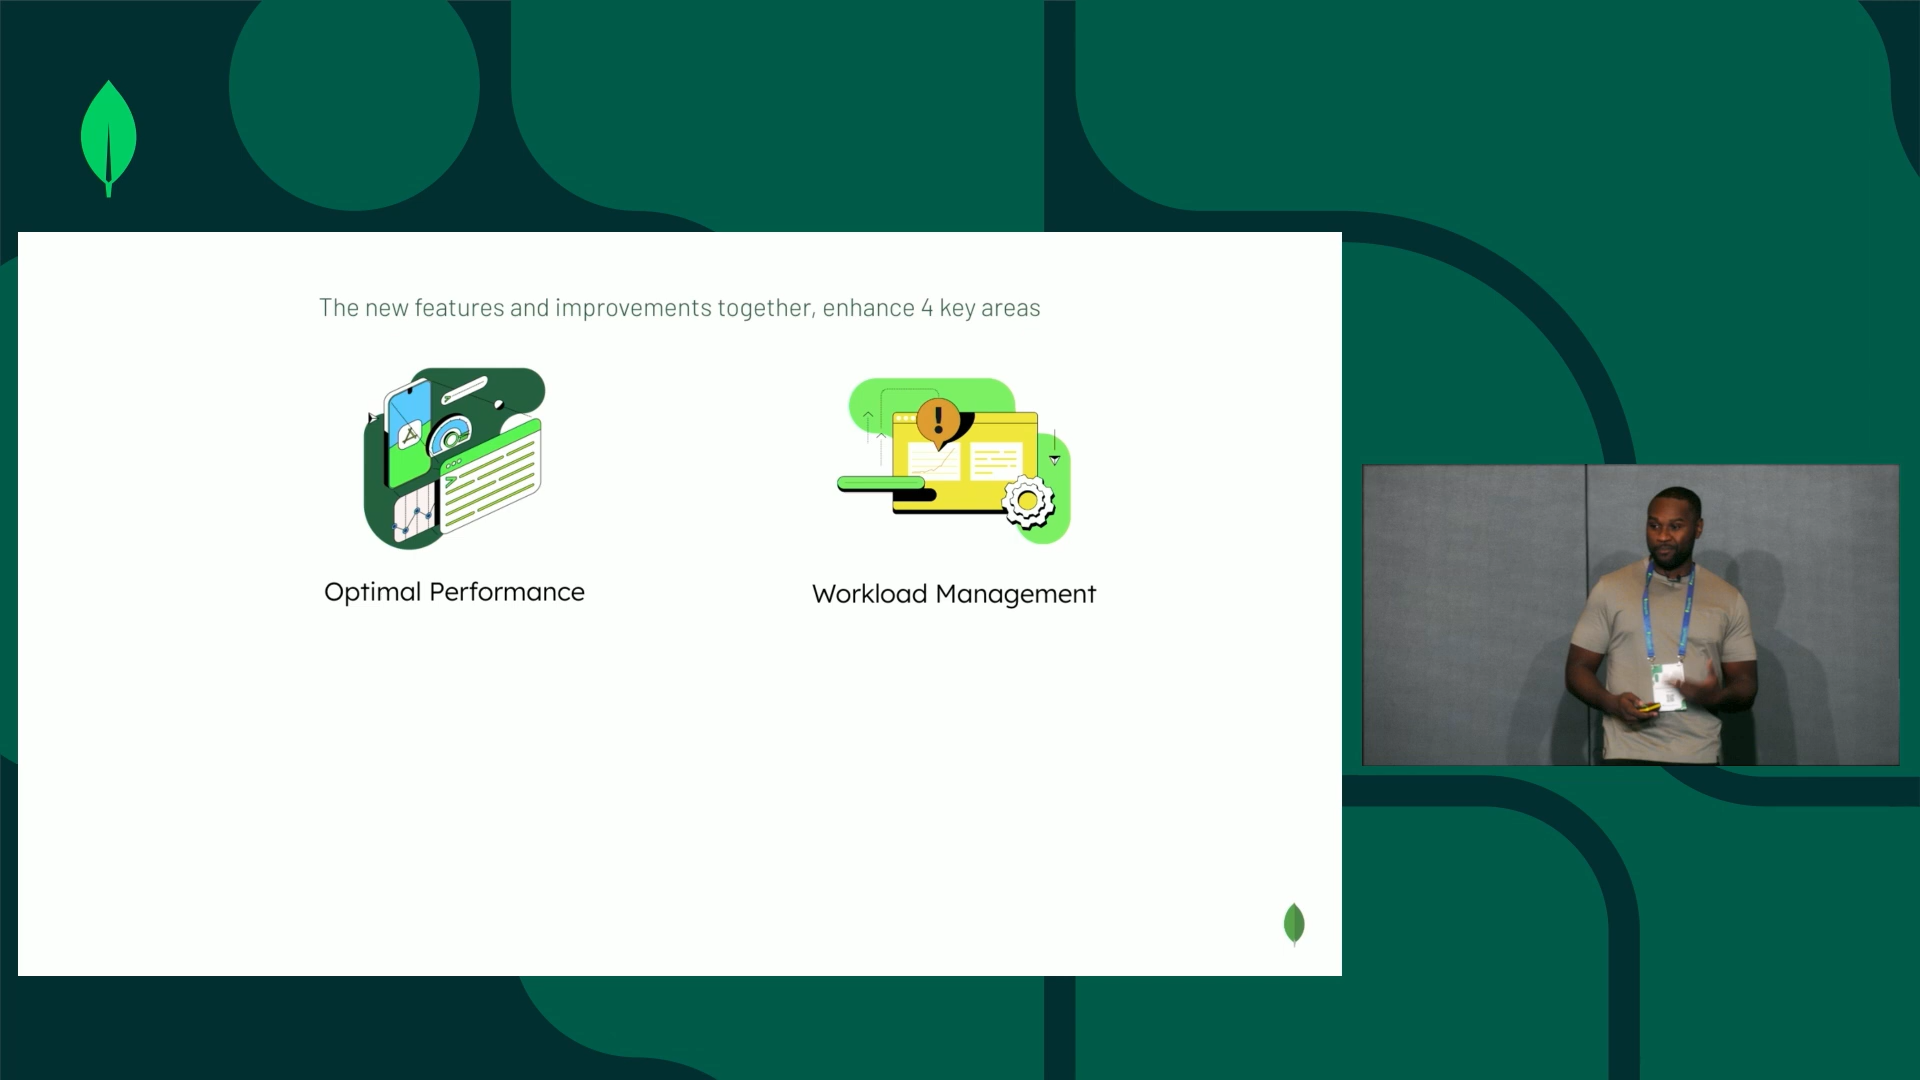 The new features and improvements together, enhance 4 key areas
Optimal Performance
Workload Management